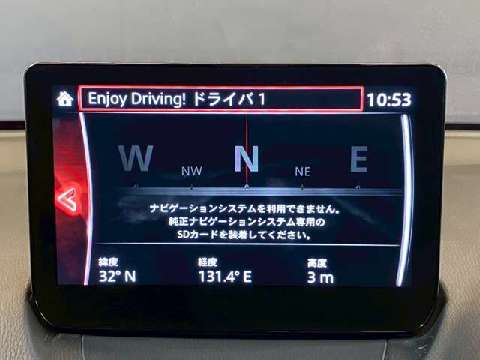 Enjoy Driving! ドライバ 1
10:53
W NW N NE E
ナビゲーションシステムを利用できません。
純正ナビゲーションシステム専用の
SDカードを装着してください。
緯度 経度 高度
32° N 131.4° E 3 m